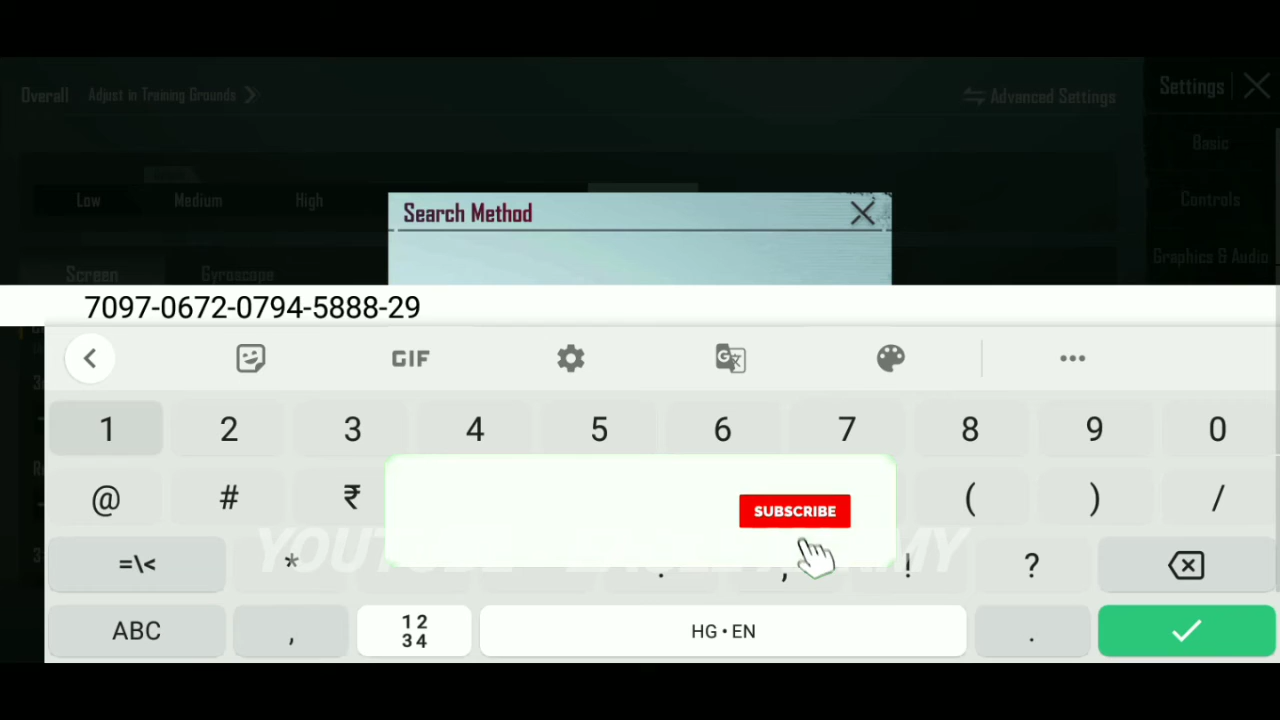 Overall Adjust in Training Grounds
Advanced Settings
Settings
Basic
Low Medium High
Controls
Search Method
Graphics & Audio
Screen Gyroscope
7097-0672-0794-5888-29
GIF
1 2 3 4 5 6 7 8 9 0
@ # ₹ ( ) /
SUBSCRIBE
YOUTUBE
=\< * . , ! ?
ABC , 1 2 3 4 HG • EN .